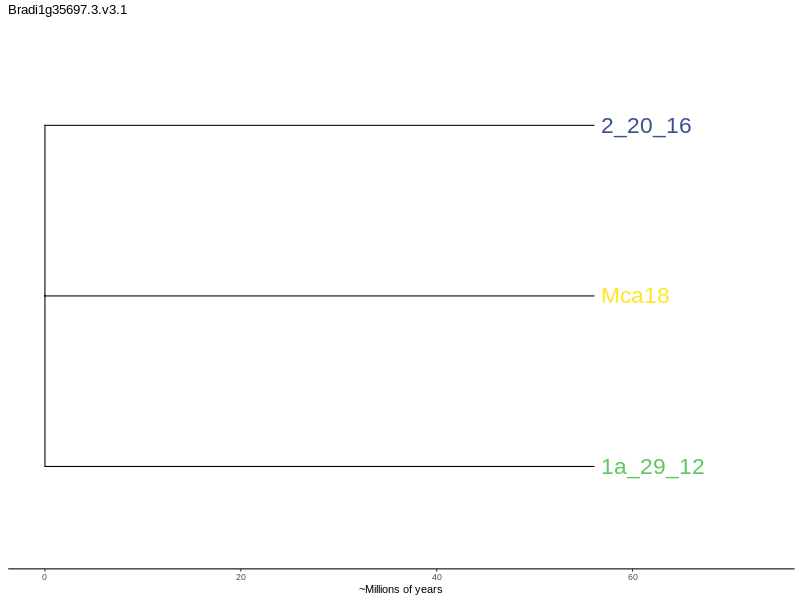 Bradi1g35697.3.v3.1
2_20_16
Mca18
1a_29_12
0 20 40 60
~Millions of years